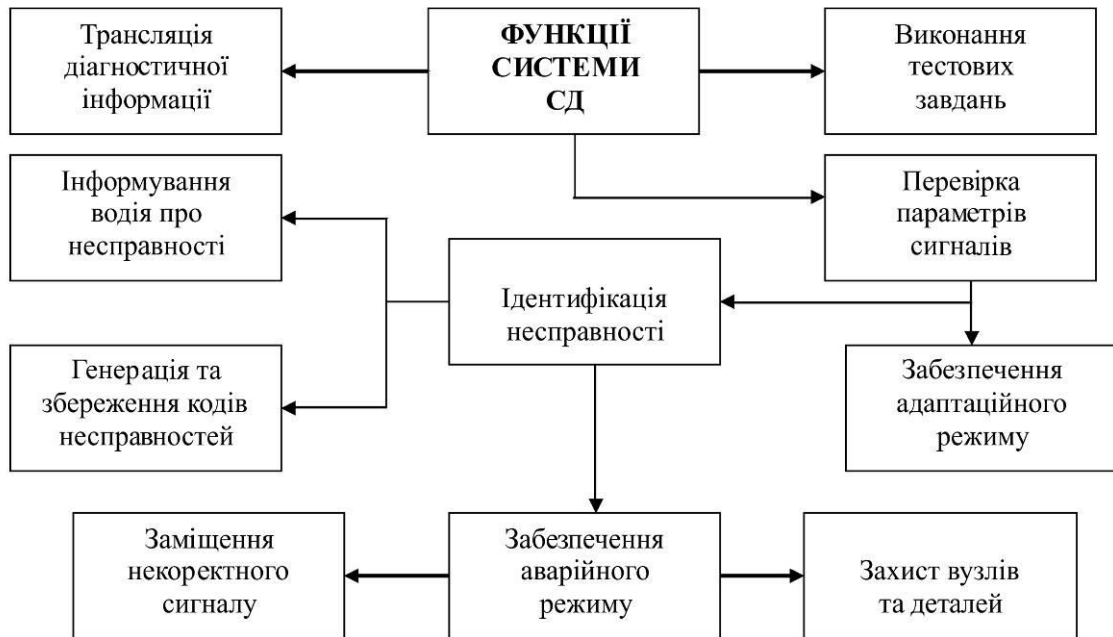 Трансляція
діагностичної
інформації
ФУНКЦІЇ
СИСТЕМИ
СД
Виконання
тестових
завдань
Інформування
водія про
несправності
Перевірка
параметрів
сигналів
Ідентифікація
несправності
Генерація та
збереження кодів
несправностей
Забезпечення
адаптаційного
режиму
Заміщення
некоректного
сигналу
Забезпечення
аварійного
режиму
Захист вузлів
та деталей